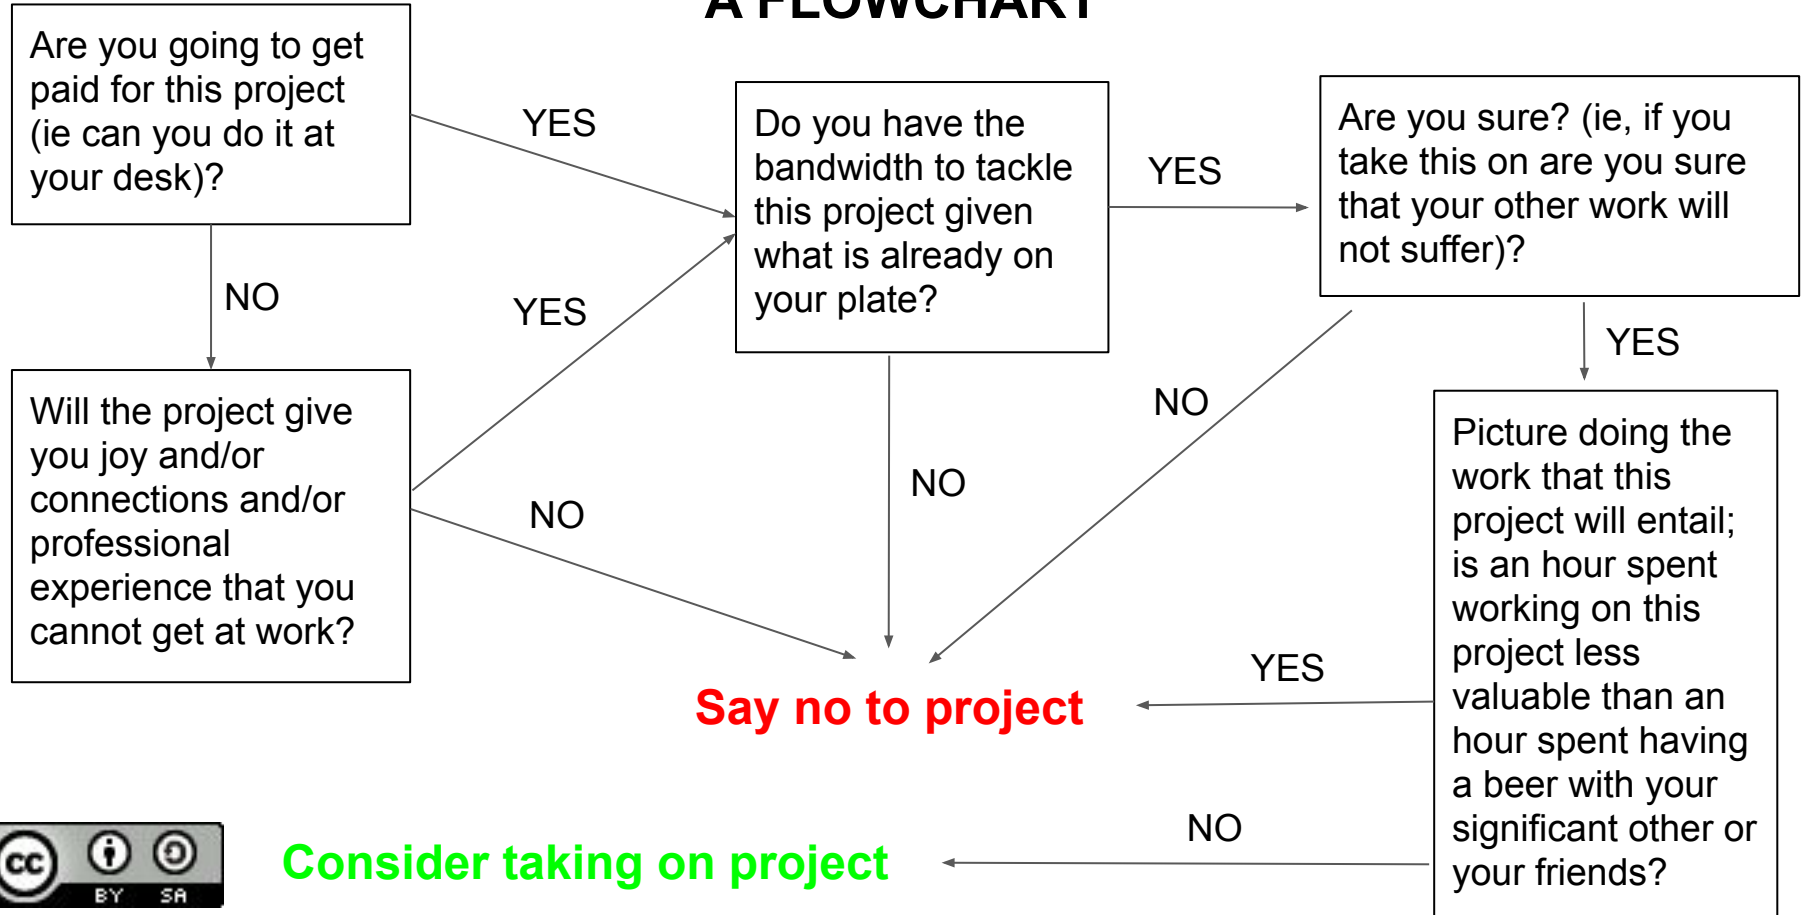 A FLOWCHART
Are you going to get
paid for this project
(ie can you do it at
your desk)?
YES
NO
Will the project give
you joy and/or
connections and/or
professional
experience that you
cannot get at work?
YES
NO
Do you have the
bandwidth to tackle
this project given
what is already on
your plate?
YES
NO
Are you sure? (ie, if you
take this on are you sure
that your other work will
not suffer)?
NO
YES
Picture doing the
work that this
project will entail;
is an hour spent
working on this
project less
valuable than an
hour spent having
a beer with your
significant other or
your friends?
YES
NO
Say no to project
Consider taking on project
cc
BY SA